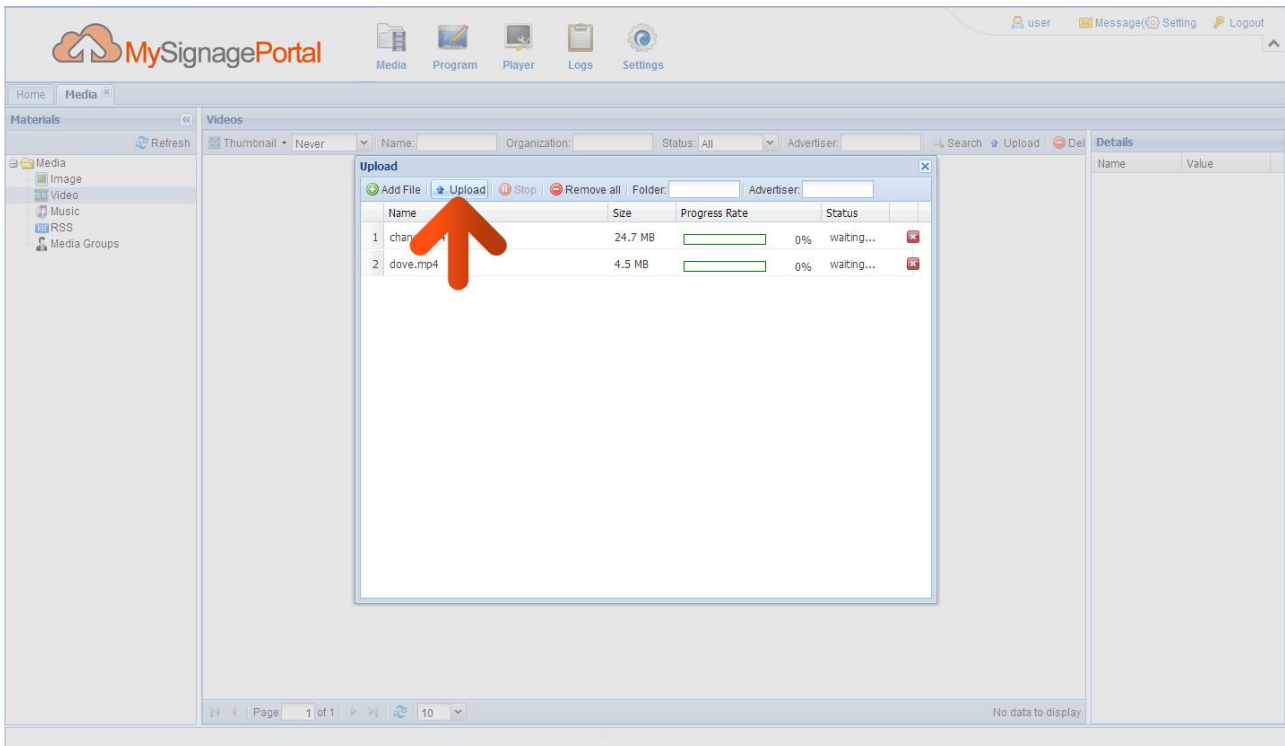 user Message( Setting Logout
MySignagePortal
Media Program Player Logs Settings
Home Media
Materials
Videos
Refresh
Thumbnail Never Name: Organization: Status: All Advertiser: Search Upload Del
Details
Name Value
Media
Image
Video
Music
RSS
Media Groups
Upload
Add File Upload Stop Remove all Folder: Advertiser:
Name Size Progress Rate Status
1 24.7 MB 0% waiting...
2 dove.mp4 4.5 MB 0% waiting...
Page 1 of 1 10 No data to display